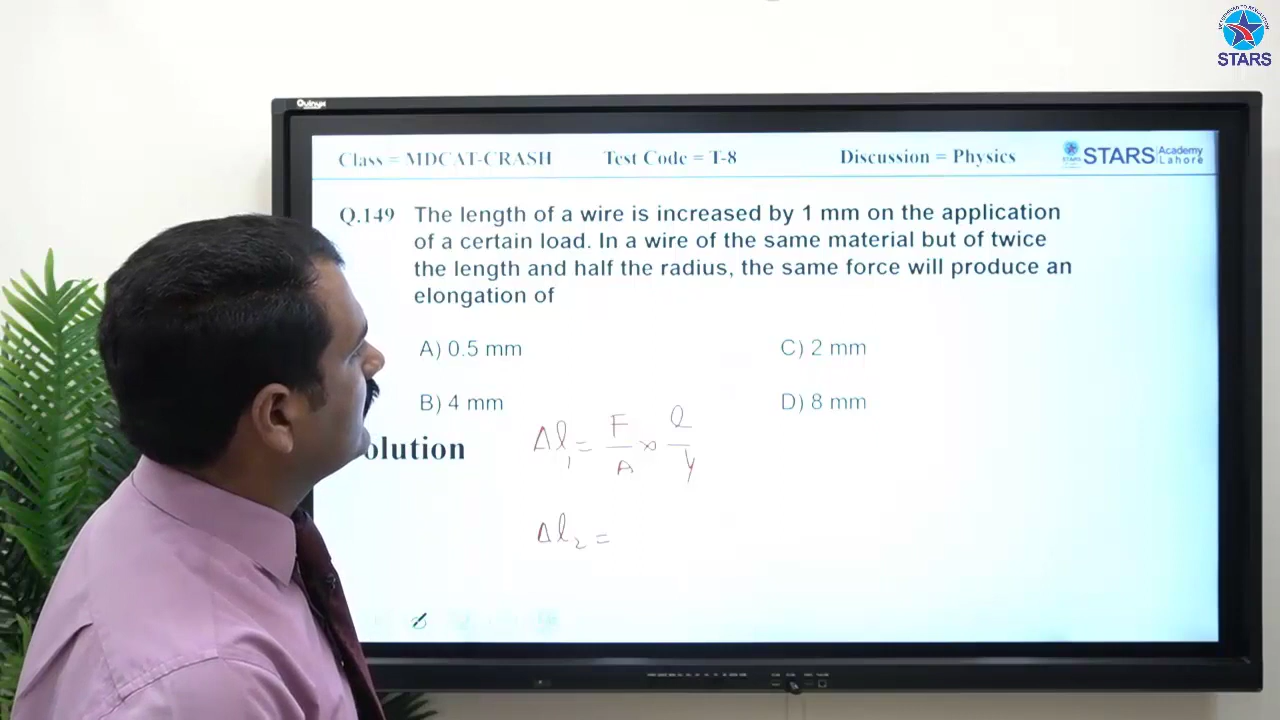 STARS
Quinyx
Class = MDCAT-CRASH Test Code = T-8 Discussion = Physics STARS Academy Lahore
Q.149 The length of a wire is increased by 1 mm on the application
of a certain load. In a wire of the same material but of twice
the length and half the radius, the same force will produce an
elongation of
A) 0.5 mm C) 2 mm
B) 4 mm D) 8 mm
olution
Δl₁ = F/A × l/Y
Δl₂ =